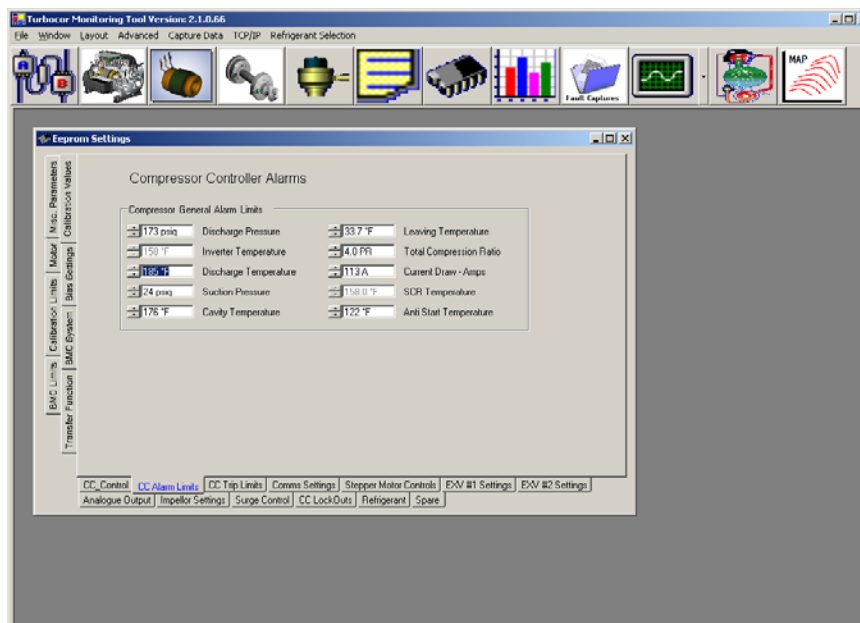 Turbocor Monitoring Tool Version: 2.1.0.66
File Window Layout Advanced Capture Data TCP/IP Refrigerant Selection
A
B
Fault Captures
MAP
Eeprom Settings
Misc. Parameters
Motor
Calibration Limits
BMC Limits
Calibration Values
Bias Settings
BMC System
Transfer Function
Compressor Controller Alarms
Compressor General Alarm Limits
173 psig Discharge Pressure 33.7 °F Leaving Temperature
158 °F Inverter Temperature 4.0 PR Total Compression Ratio
185 °F Discharge Temperature 113 A Current Draw - Amps
24 psig Suction Pressure 158.0 °F SCR Temperature
176 °F Cavity Temperature 122 °F Anti Start Temperature
CC_Control CC Alarm Limits CC Trip Limits Comms Settings Stepper Motor Controls EXV #1 Settings EXV #2 Settings
Analogue Output Impellor Settings Surge Control CC LockOuts Refrigerant Spare